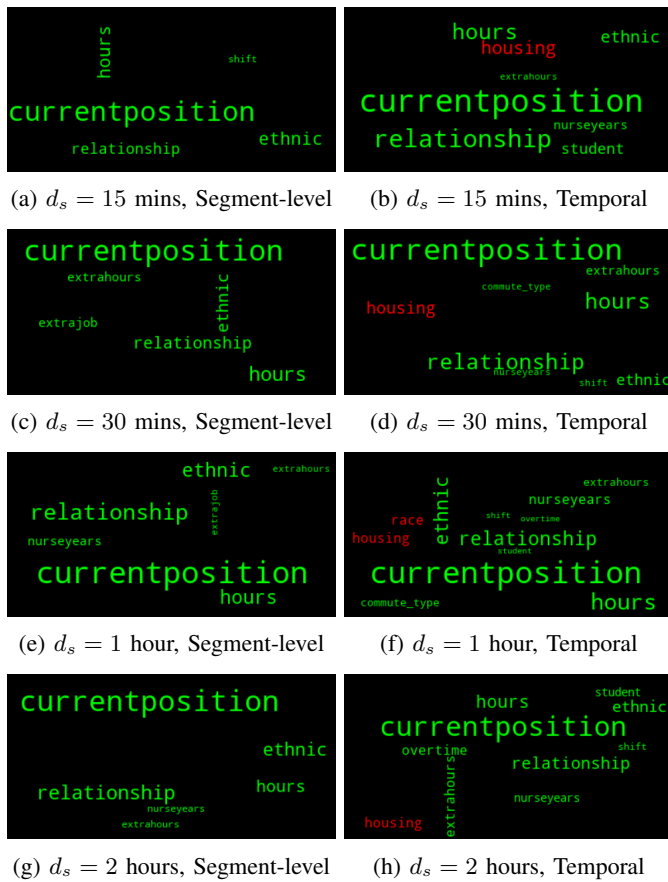 hours
shift
currentposition
ethnic
relationship
(a) d_s = 15 mins, Segment-level
hours
housing
ethnic
extrahours
currentposition
nurseyears
relationship
student
(b) d_s = 15 mins, Temporal
currentposition
extrahours
ethnic
extrajob
relationship
hours
(c) d_s = 30 mins, Segment-level
currentposition
extrahours
commute_type
housing
hours
relationship
nurseyears
shift
ethnic
(d) d_s = 30 mins, Temporal
ethnic
extrahours
relationship
extrajob
nurseyears
currentposition
hours
(e) d_s = 1 hour, Segment-level
extrahours
ethnic
nurseyears
race
shift
overtime
housing
relationship
student
currentposition
commute_type
hours
(f) d_s = 1 hour, Temporal
currentposition
ethnic
hours
relationship
nurseyears
extrahours
(g) d_s = 2 hours, Segment-level
student
hours
ethnic
currentposition
overtime
shift
relationship
extrahours
nurseyears
housing
(h) d_s = 2 hours, Temporal